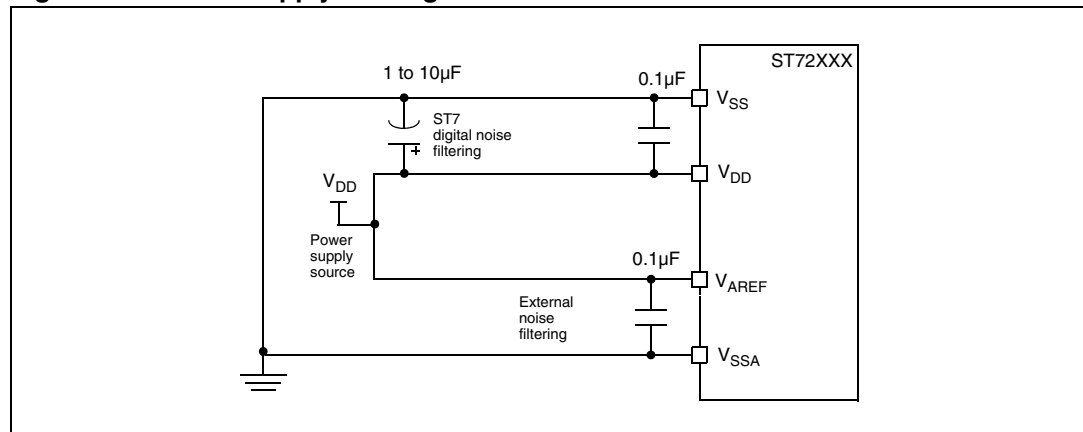 ST72XXX
1 to 10µF
0.1µF
VSS
ST7
digital noise
filtering
+
VDD
VDD
Power
supply
source
0.1µF
VAREF
External
noise
filtering
VSSA